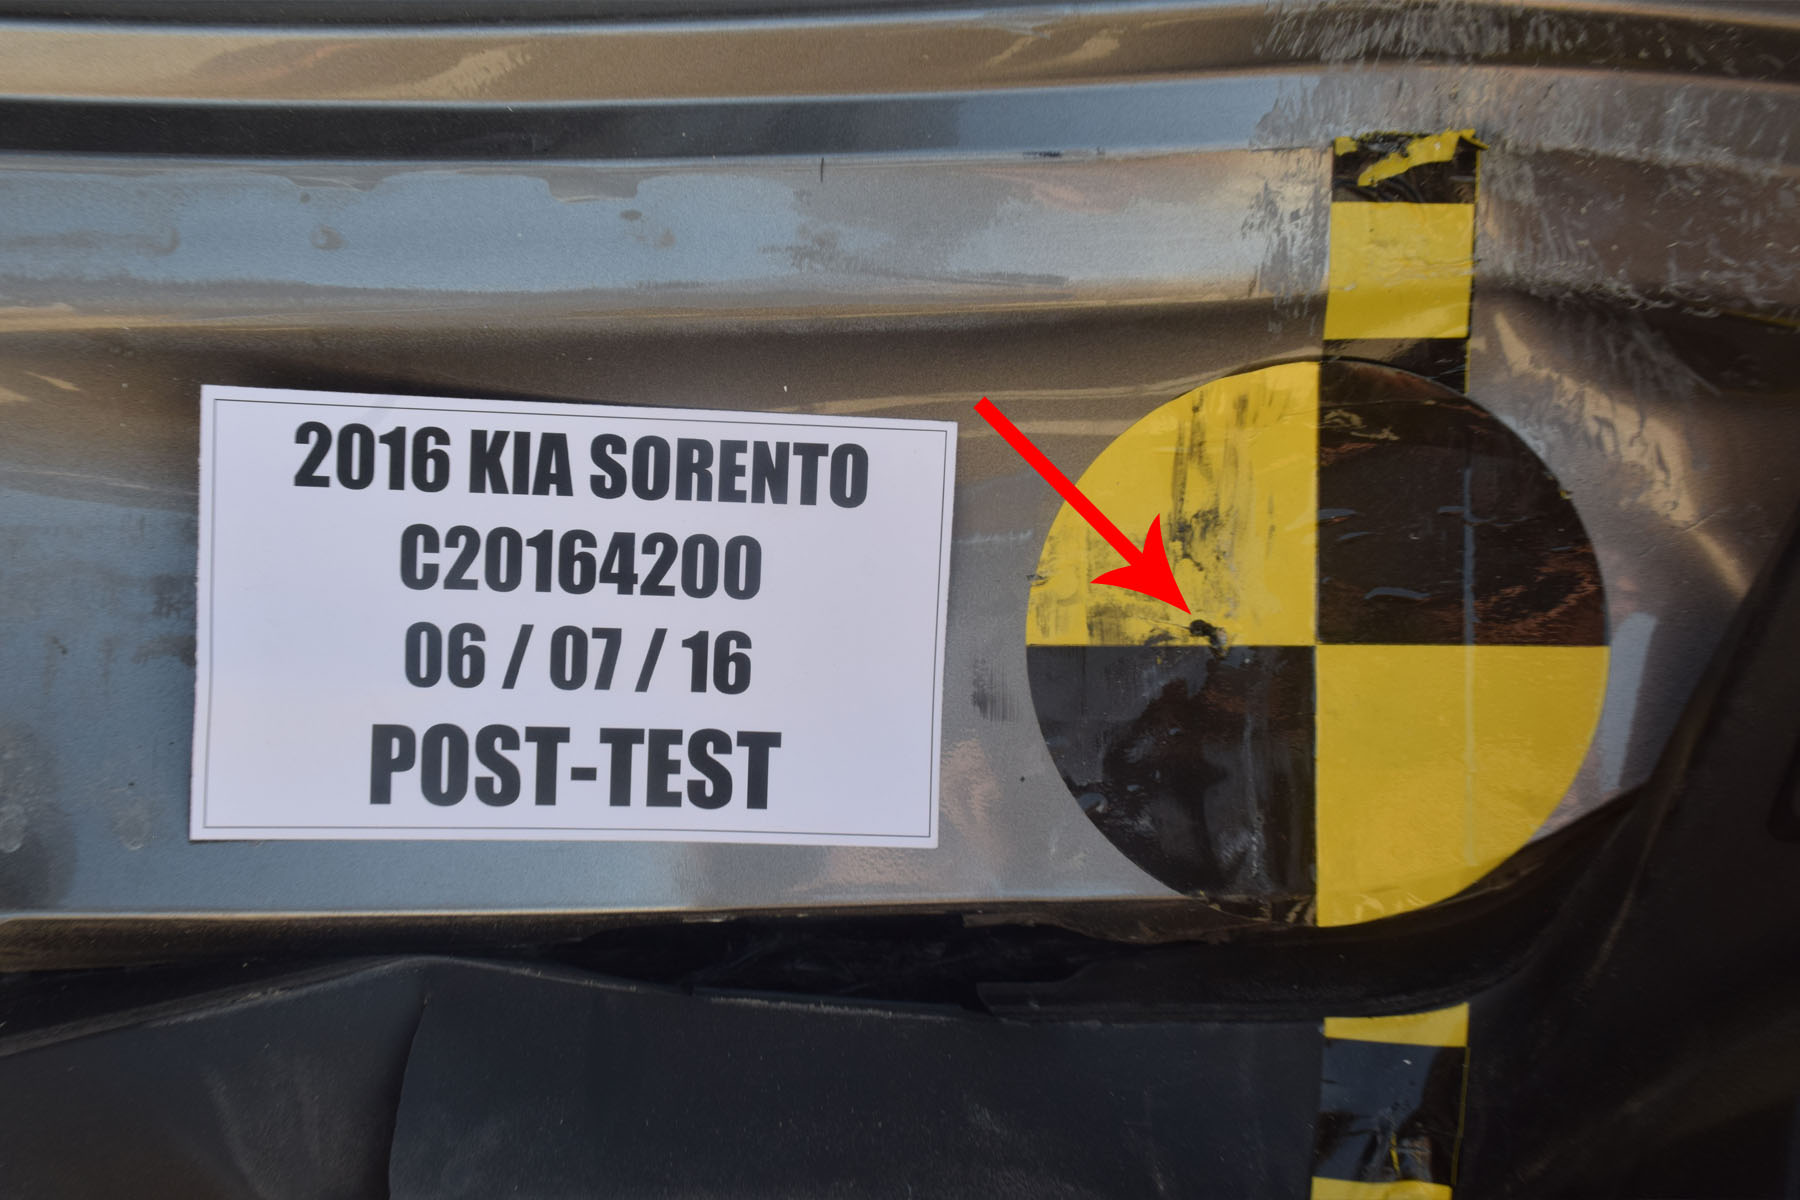 2016 KIA SORENTO
C20164200
06 / 07 / 16
POST-TEST